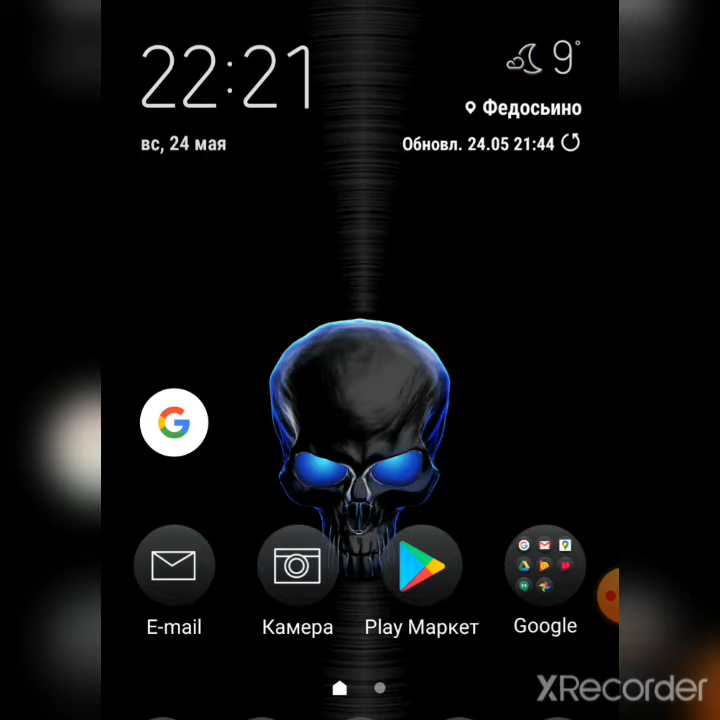 22:21
9°
Федосьино
вс, 24 мая
Обновл. 24.05 21:44
G
E-mail
Камера
Play Маркет
Google
XRecorder